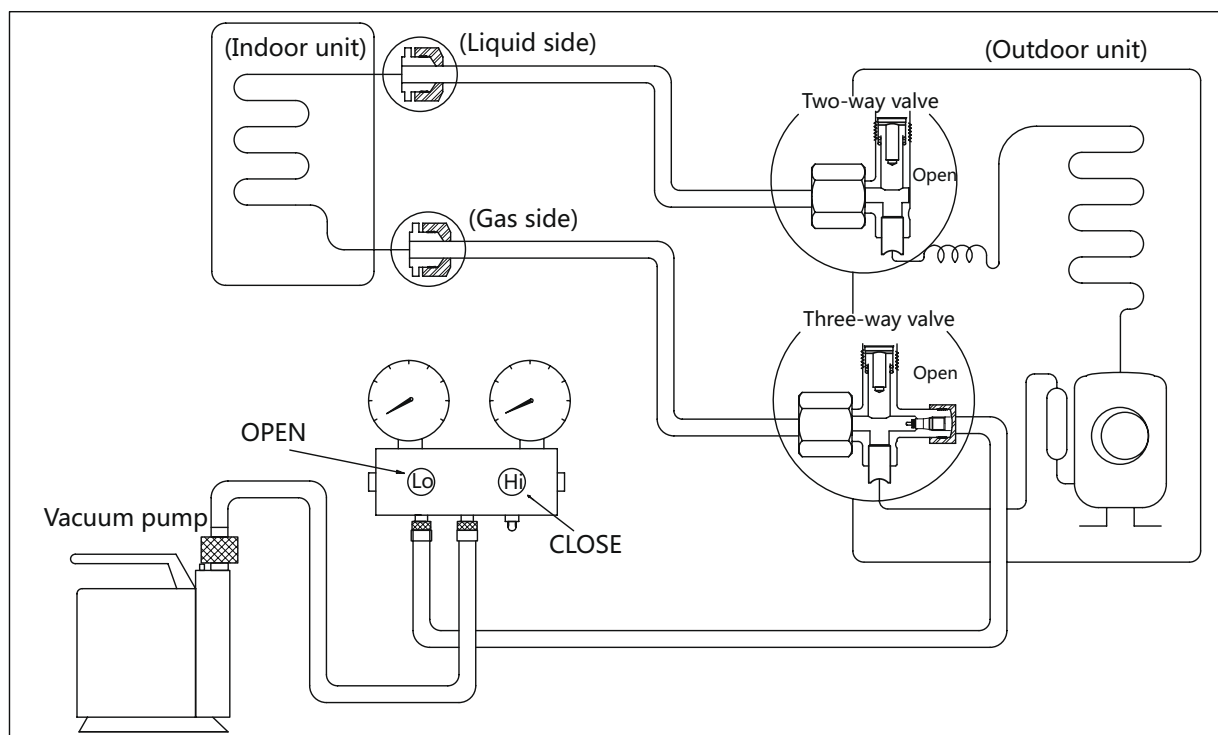 (Indoor unit)
(Liquid side)
(Outdoor unit)
Two-way valve
Open
(Gas side)
Three-way valve
Open
OPEN
Lo
Hi
Vacuum pump
CLOSE